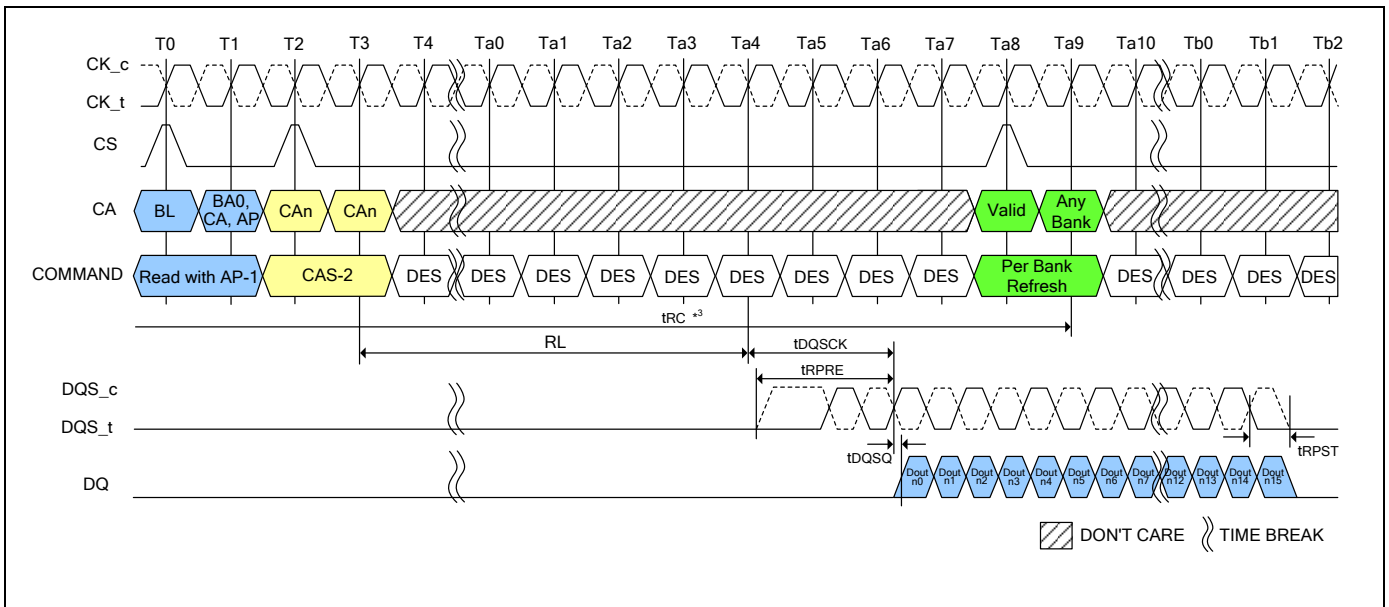 T0 T1 T2 T3 T4 Ta0 Ta1 Ta2 Ta3 Ta4 Ta5 Ta6 Ta7 Ta8 Ta9 Ta10 Tb0 Tb1 Tb2
CK_c
CK_t
CS
CA
BL
BA0,
CA, AP
CAn
CAn
Valid
Any
Bank
COMMAND
Read with AP-1
CAS-2
DES
DES
DES
DES
DES
DES
DES
DES
DES
Per Bank
Refresh
DES
DES
DES
DES
tRC *3
RL
tDQSCK
tRPRE
DQS_c
DQS_t
tDQSQ
tRPST
DQ
Dout
n0
Dout
n1
Dout
n2
Dout
n3
Dout
n4
Dout
n5
Dout
n6
Dout
n7
Dout
n12
Dout
n13
Dout
n14
Dout
n15
DON'T CARE
TIME BREAK